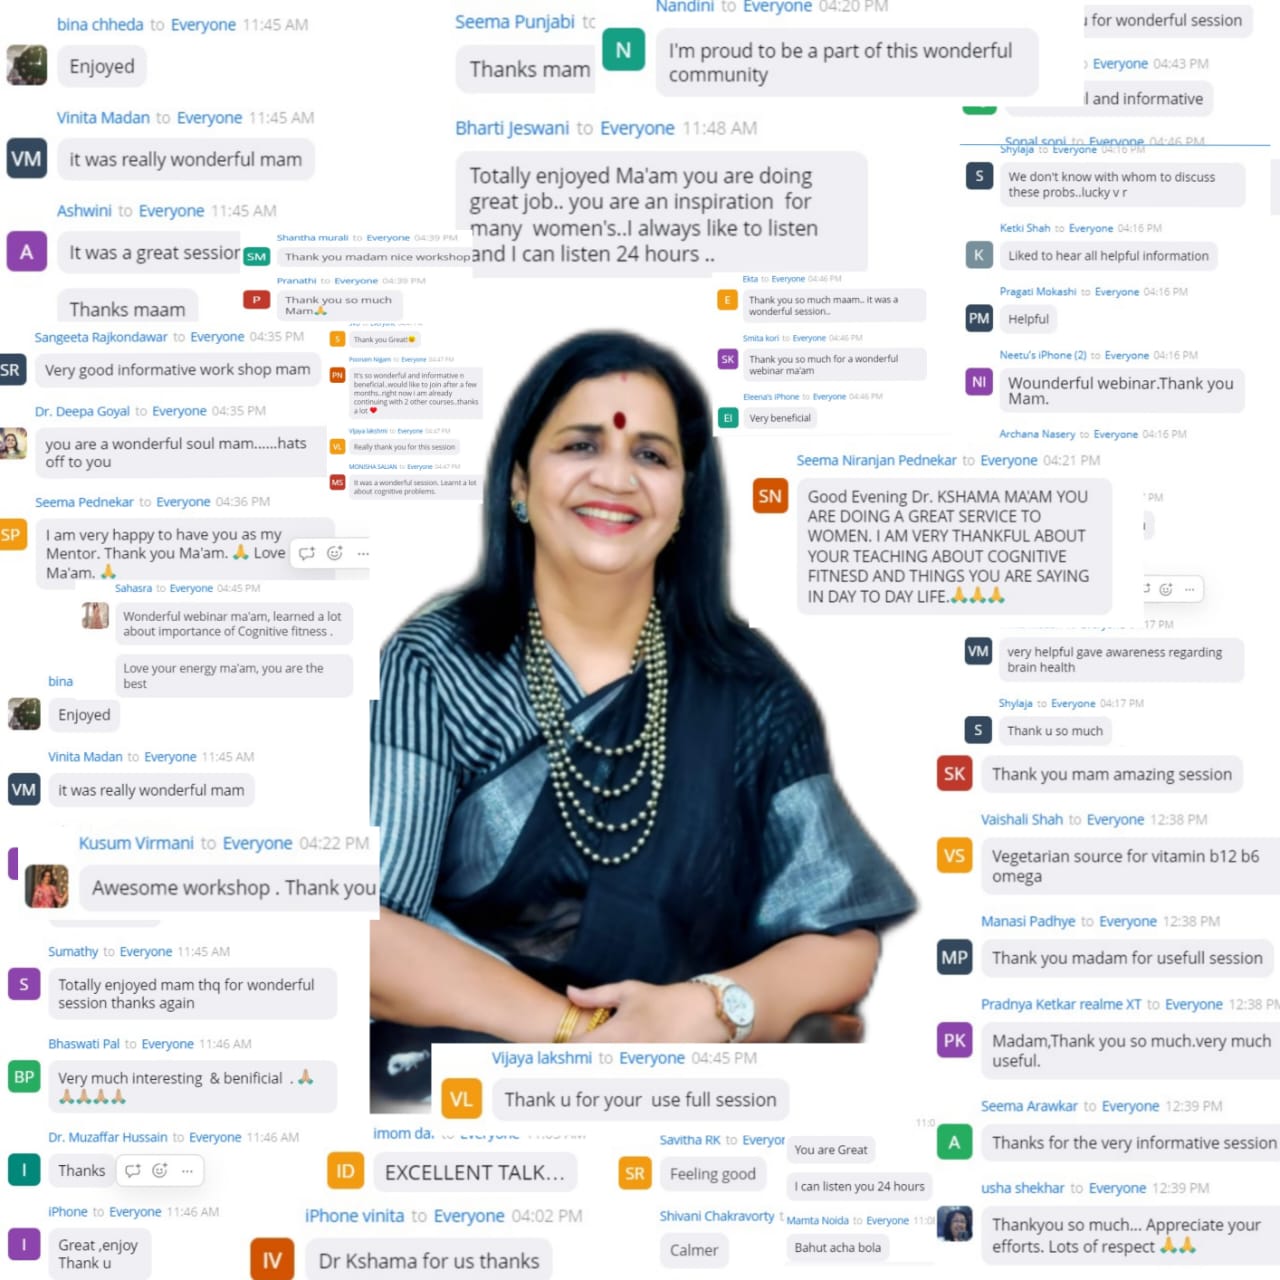 bina chheda to Everyone 11:45 AM
Enjoyed
Vinita Madan to Everyone 11:45 AM
VM
it was really wonderful mam
Ashwini to Everyone 11:45 AM
A
It was a great session
Thanks maam
Seema Punjabi to
Thanks mam
Nandini to Everyone 04:20 PM
N
I'm proud to be a part of this wonderful
community
for wonderful session
Everyone 04:43 PM
l and informative
Sonal soni to Everyone 04:46 PM
Bharti Jeswani to Everyone 11:48 AM
Totally enjoyed Ma'am you are doing
great job.. you are an inspiration for
many women's..I always like to listen
and I can listen 24 hours ..
Shantha murali to Everyone 04:39 PM
SM
Thank you madam nice workshop
Pranathi to Everyone 04:39 PM
P
Thank you so much
Mam🙏
Shylaja to Everyone 04:16 PM
S
We don't know with whom to discuss
these probs..lucky v r
Ketki Shah to Everyone 04:16 PM
K
Liked to hear all helpful information
Pragati Mokashi to Everyone 04:16 PM
PM
Helpful
Neetu's iPhone (2) to Everyone 04:16 PM
NI
Wounderful webinar.Thank you
Mam.
Archana Nasery to Everyone 04:16 PM
Ekta to Everyone 04:46 PM
E
Thank you so much maam.. it was a
wonderful session..
Smita kori to Everyone 04:46 PM
SK
Thank you so much for a wonderful
webinar ma'am
Eleena's iPhone to Everyone 04:46 PM
EI
Very beneficial
Sangeeta Rajkondawar to Everyone 04:35 PM
SR
Very good informative work shop mam
Dr. Deepa Goyal to Everyone 04:35 PM
you are a wonderful soul mam......hats
off to you
Seema Pednekar to Everyone 04:36 PM
SP
I am very happy to have you as my
Mentor. Thank you Ma'am. 🙏 Love
Ma'am. 🙏
S
Thank you Great!😊
Poonam Nigam to Everyone 04:47 PM
PN
It's so wonderful and informative n
beneficial..would like to join after a few
months..right now i am already
continuing with 2 other courses..thanks
a lot ❤
Vijaya lakshmi to Everyone 04:47 PM
VL
Really thank you for this session
MONISHA SALIAN to Everyone 04:47 PM
MS
It was a wonderful session. Learnt a lot
about cognitive problems.
Seema Niranjan Pednekar to Everyone 04:21 PM
SN
Good Evening Dr. KSHAMA MA'AM YOU
ARE DOING A GREAT SERVICE TO
WOMEN. I AM VERY THANKFUL ABOUT
YOUR TEACHING ABOUT COGNITIVE
FITNESD AND THINGS YOU ARE SAYING
IN DAY TO DAY LIFE.🙏🙏🙏
PM
Sahasra to Everyone 04:45 PM
Wonderful webinar ma'am, learned a lot
about importance of Cognitive fitness .
Love your energy ma'am, you are the
best
bina
Enjoyed
Vinita Madan to Everyone 11:45 AM
VM
it was really wonderful mam
Kusum Virmani to Everyone 04:22 PM
Awesome workshop . Thank you
Sumathy to Everyone 11:45 AM
S
Totally enjoyed mam thq for wonderful
session thanks again
Bhaswati Pal to Everyone 11:46 AM
BP
Very much interesting & benificial . 🙏
🙏🙏🙏🙏
Dr. Muzaffar Hussain to Everyone 11:46 AM
I
Thanks
iPhone to Everyone 11:46 AM
I
Great ,enjoy
Thank u
17 PM
VM
very helpful gave awareness regarding
brain health
Shylaja to Everyone 04:17 PM
S
Thank u so much
SK
Thank you mam amazing session
Vaishali Shah to Everyone 12:38 PM
VS
Vegetarian source for vitamin b12 b6
omega
Manasi Padhye to Everyone 12:38 PM
MP
Thank you madam for usefull session
Pradnya Ketkar realme XT to Everyone 12:38 PM
PK
Madam,Thank you so much.very much
useful.
Seema Arawkar to Everyone 12:39 PM
A
Thanks for the very informative session
usha shekhar to Everyone 12:39 PM
Thankyou so much... Appreciate your
efforts. Lots of respect 🙏🙏
Vijaya lakshmi to Everyone 04:45 PM
VL
Thank u for your use full session
ID
EXCELLENT TALK...
iPhone vinita to Everyone 04:02 PM
IV
Dr Kshama for us thanks
Savitha RK to Everyor
SR
Feeling good
Shivani Chakravorty t
Calmer
11:0
You are Great
I can listen you 24 hours
Mamta Noida to Everyone 11:0
Bahut acha bola